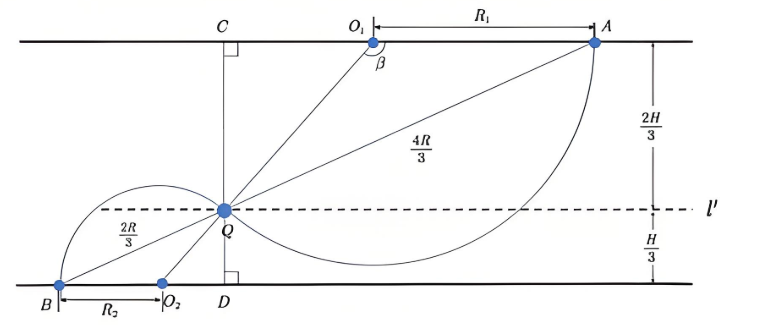 C O₁ R₁ A
β
2H/3
4R/3
l′
Q
2R/3
H/3
B R₂ O₂ D